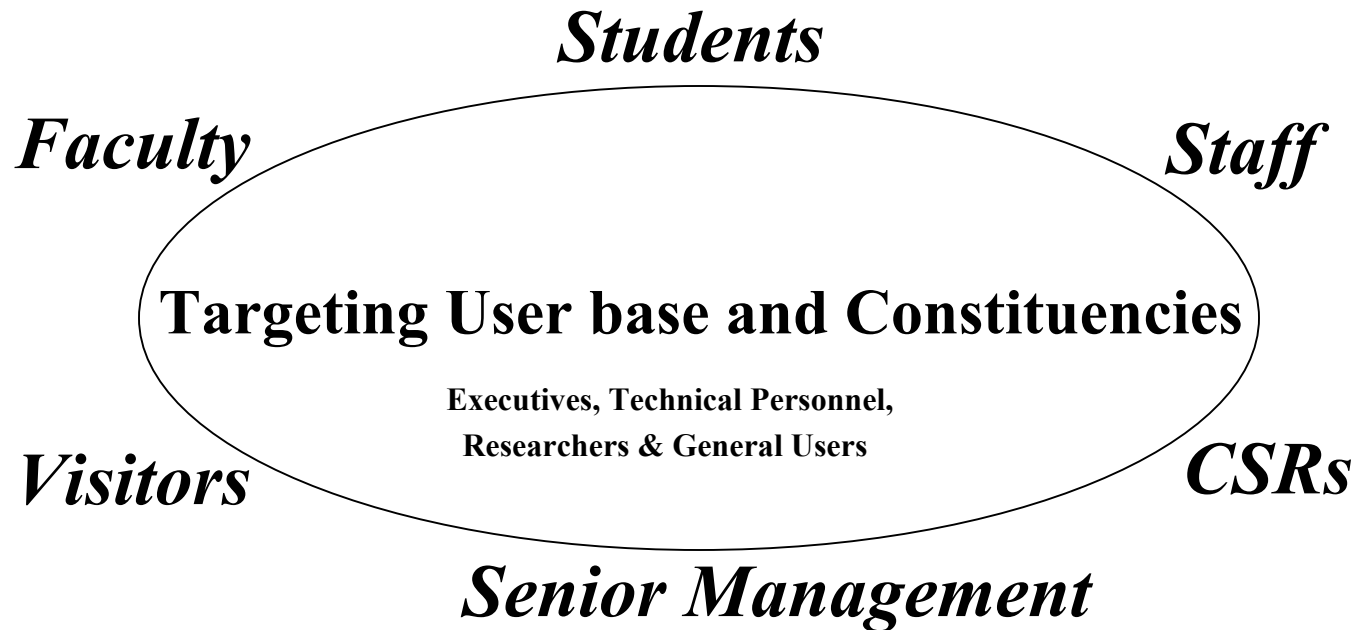 Students
Faculty
Staff
Targeting User base and Constituencies
Executives, Technical Personnel,
Researchers & General Users
Visitors
CSRs
Senior Management